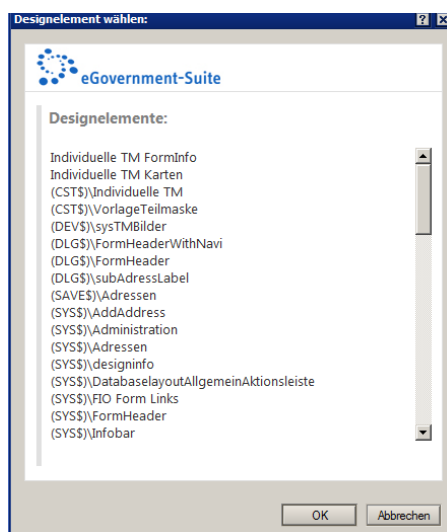 Designelement wählen:
eGovernment-Suite
Designelemente:
Individuelle TM FormInfo
Individuelle TM Karten
(CST$)\Individuelle TM
(CST$)\VorlageTeilmaske
(DEV$)\sysTMBilder
(DLG$)\FormHeaderWithNavi
(DLG$)\FormHeader
(DLG$)\subAdressLabel
(SAVE$)\Adressen
(SYS$)\AddAddress
(SYS$)\Administration
(SYS$)\Adressen
(SYS$)\designinfo
(SYS$)\DatabaselayoutAllgemeinAktionsleiste
(SYS$)\FIO Form Links
(SYS$)\FormHeader
(SYS$)\Infobar
OK Abbrechen